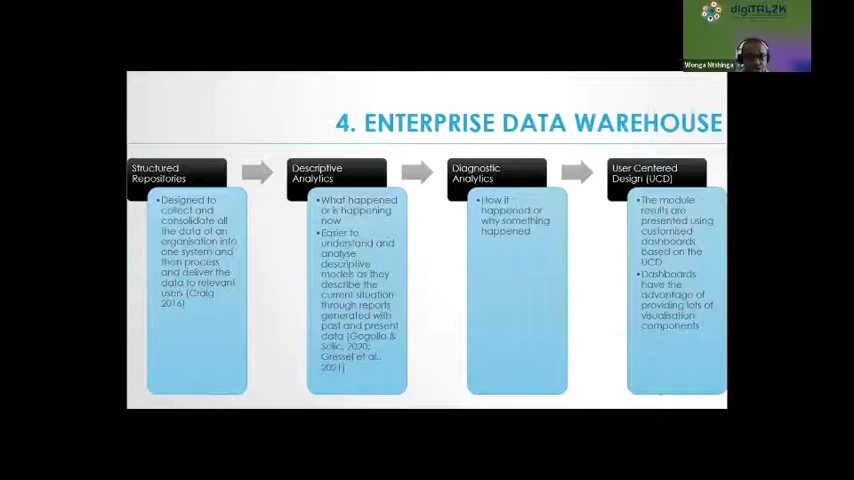 digiTAL2K
Wonga Ntshinga
4. ENTERPRISE DATA WAREHOUSE
Structured
Repositories
•Designed to
collect and
consolidate all
the data of an
organisation into
one system and
then process
and deliver the
data to relevant
users (Craig
2016)
Descriptive
Analytics
•What happened
or is happening
now
•Easier to
understand and
analyse
descriptive
models as they
describe the
current situation
through reports
generated with
past and present
data (Gogolla &
2020;
Gressel et al.,
2021)
Diagnostic
Analytics
•How it
happened or
why something
happened
User Centered
Design (UCD)
•The module
results are
presented using
customised
dashboards
based on the
UCD
•Dashboards
have the
advantage of
providing lots of
visualisation
components